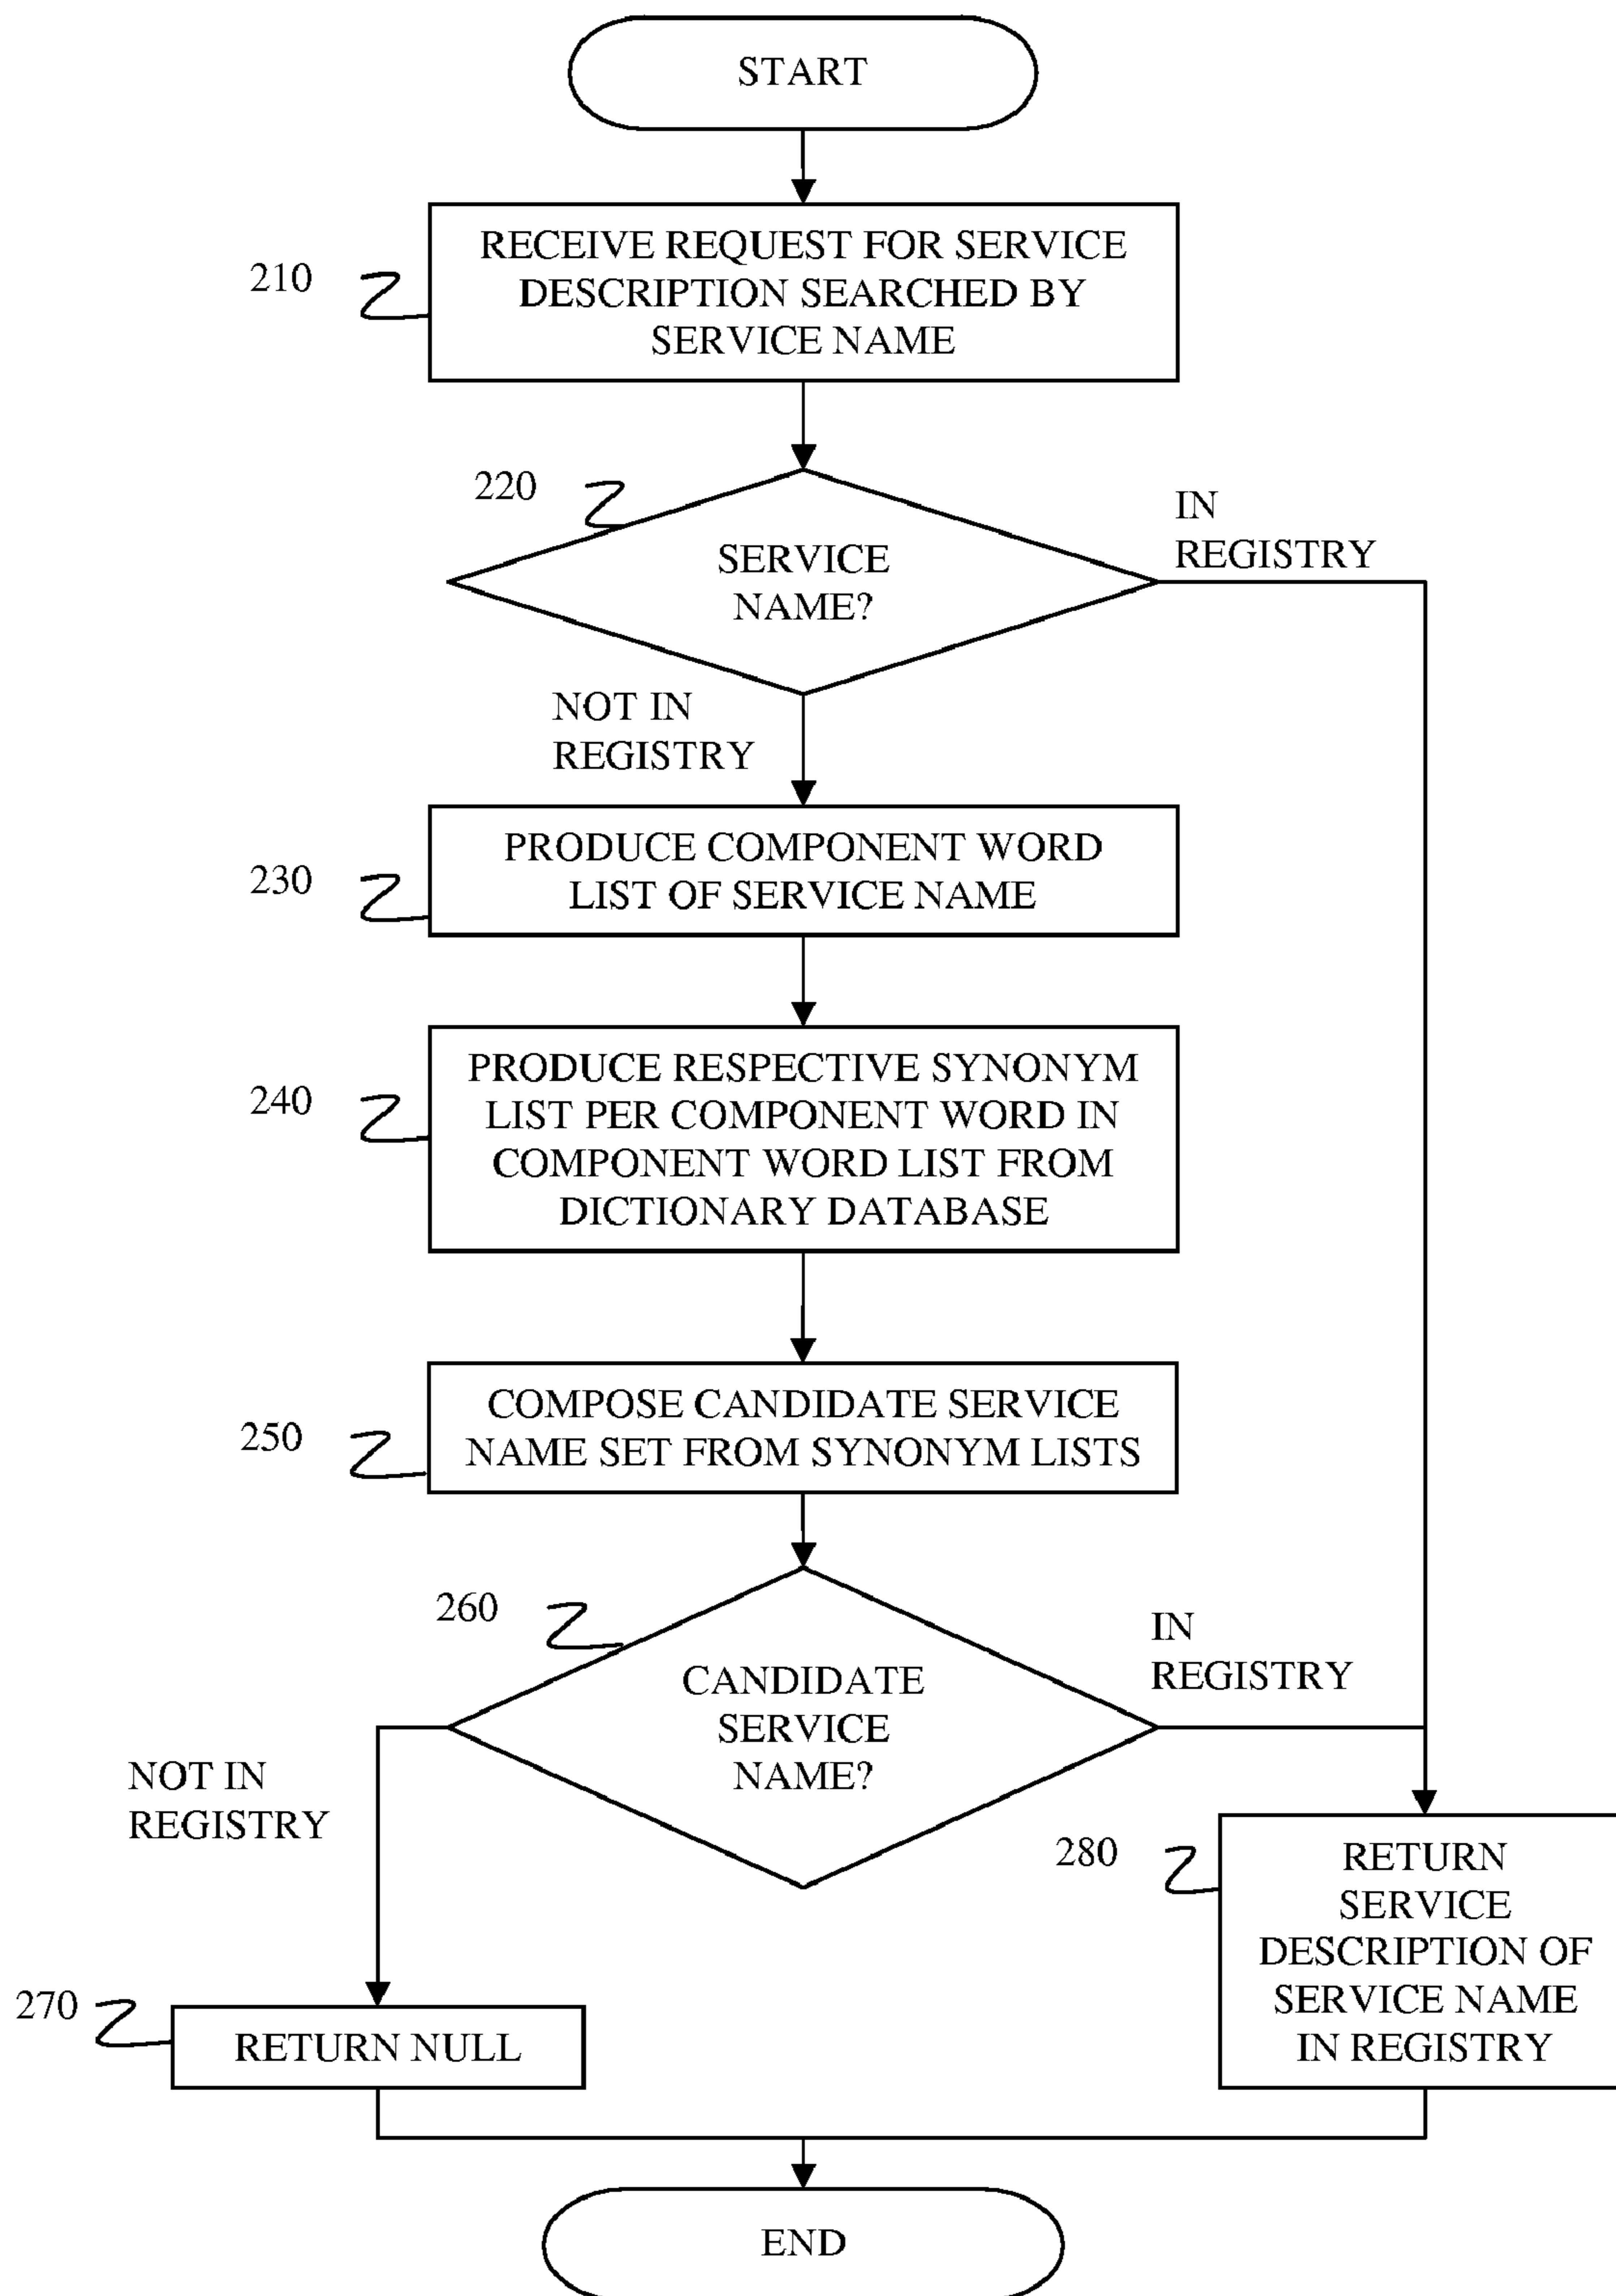 START
210
RECEIVE REQUEST FOR SERVICE
DESCRIPTION SEARCHED BY
SERVICE NAME
220
SERVICE
NAME?
IN
REGISTRY
NOT IN
REGISTRY
230
PRODUCE COMPONENT WORD
LIST OF SERVICE NAME
240
PRODUCE RESPECTIVE SYNONYM
LIST PER COMPONENT WORD IN
COMPONENT WORD LIST FROM
DICTIONARY DATABASE
250
COMPOSE CANDIDATE SERVICE
NAME SET FROM SYNONYM LISTS
260
CANDIDATE
SERVICE
NAME?
IN
REGISTRY
NOT IN
REGISTRY
280
RETURN
SERVICE
DESCRIPTION OF
SERVICE NAME
IN REGISTRY
270
RETURN NULL
END